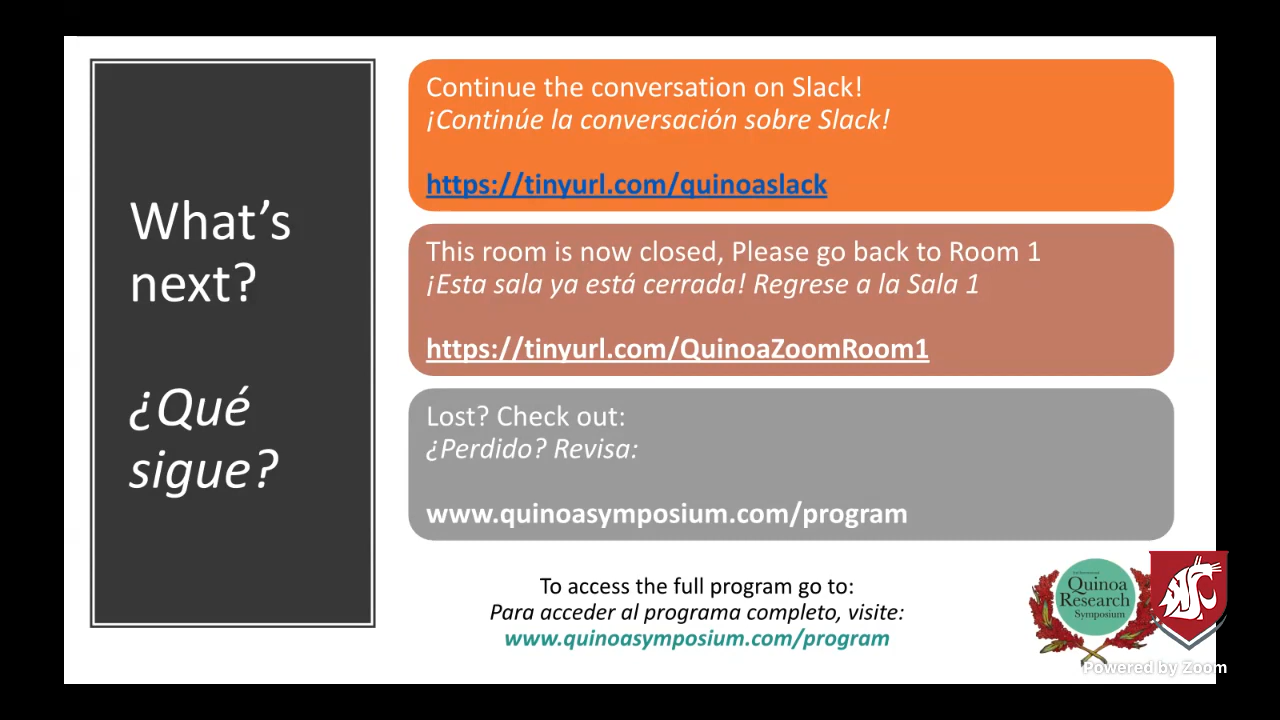 What's
next?
¿Qué
sigue?
Continue the conversation on Slack!
¡Continúe la conversación sobre Slack!
https://tinyurl.com/quinoaslack
This room is now closed, Please go back to Room 1
¡Esta sala ya está cerrada! Regrese a la Sala 1
https://tinyurl.com/QuinoaZoomRoom1
Lost? Check out:
¿Perdido? Revisa:
www.quinoasymposium.com/program
To access the full program go to:
Para acceder al programa completo, visite:
www.quinoasymposium.com/program
Quinoa
Research
Symposium
Powered by Zoom